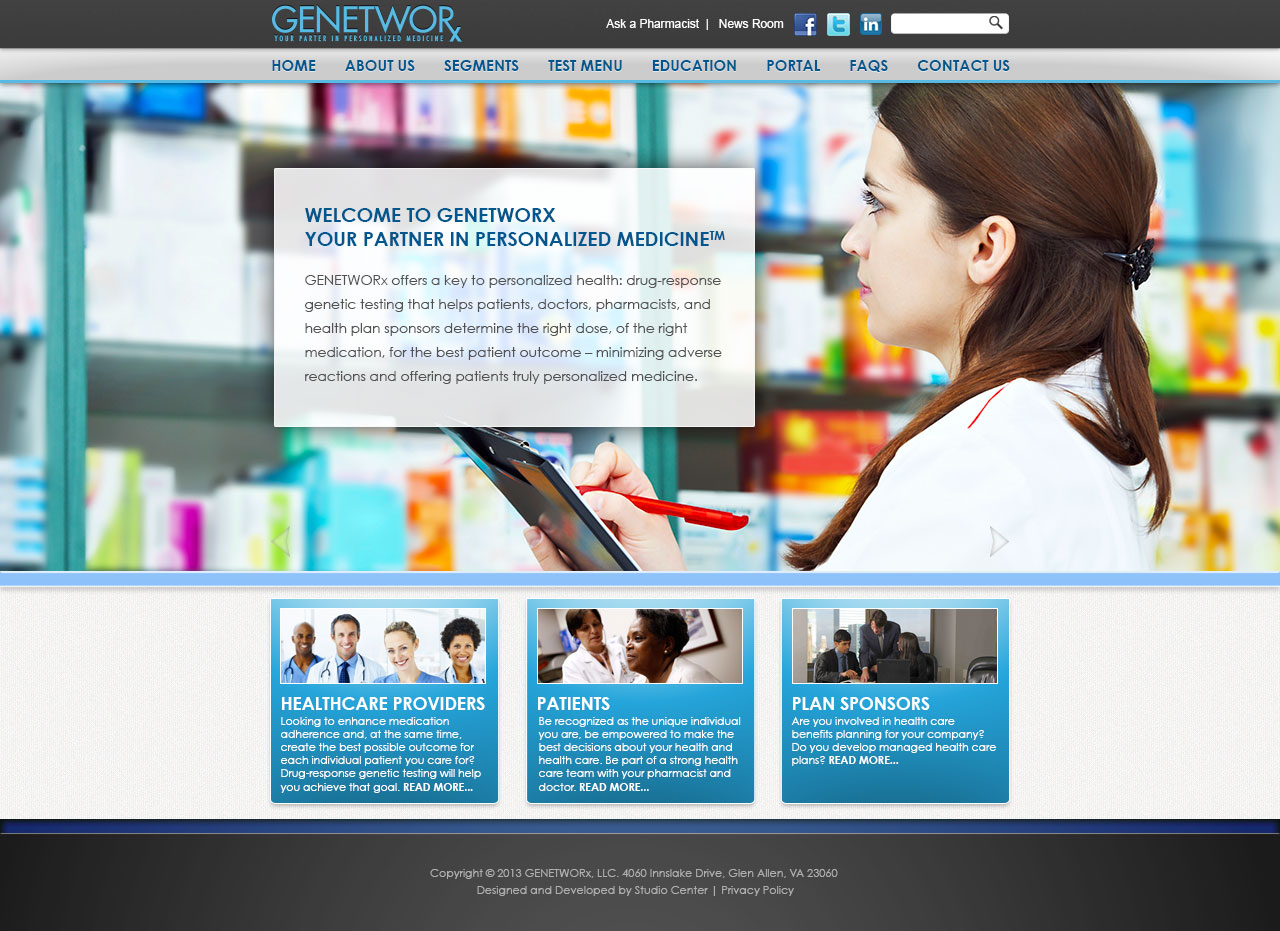 GENETWORx
YOUR PARTER IN PERSONALIZED MEDICINE
Ask a Pharmacist | News Room
HOME ABOUT US SEGMENTS TEST MENU EDUCATION PORTAL FAQS CONTACT US
WELCOME TO GENETWORX
YOUR PARTNER IN PERSONALIZED MEDICINE™
GENETWORx offers a key to personalized health: drug-response
genetic testing that helps patients, doctors, pharmacists, and
health plan sponsors determine the right dose, of the right
medication, for the best patient outcome – minimizing adverse
reactions and offering patients truly personalized medicine.
HEALTHCARE PROVIDERS
Looking to enhance medication
adherence and, at the same time,
create the best possible outcome for
each individual patient you care for?
Drug-response genetic testing will help
you achieve that goal. READ MORE...
PATIENTS
Be recognized as the unique individual
you are, be empowered to make the
best decisions about your health and
health care. Be part of a strong health
care team with your pharmacist and
doctor. READ MORE...
PLAN SPONSORS
Are you involved in health care
benefits planning for your company?
Do you develop managed health care
plans? READ MORE...
Copyright © 2013 GENETWORx, LLC. 4060 Innslake Drive, Glen Allen, VA 23060
Designed and Developed by Studio Center | Privacy Policy